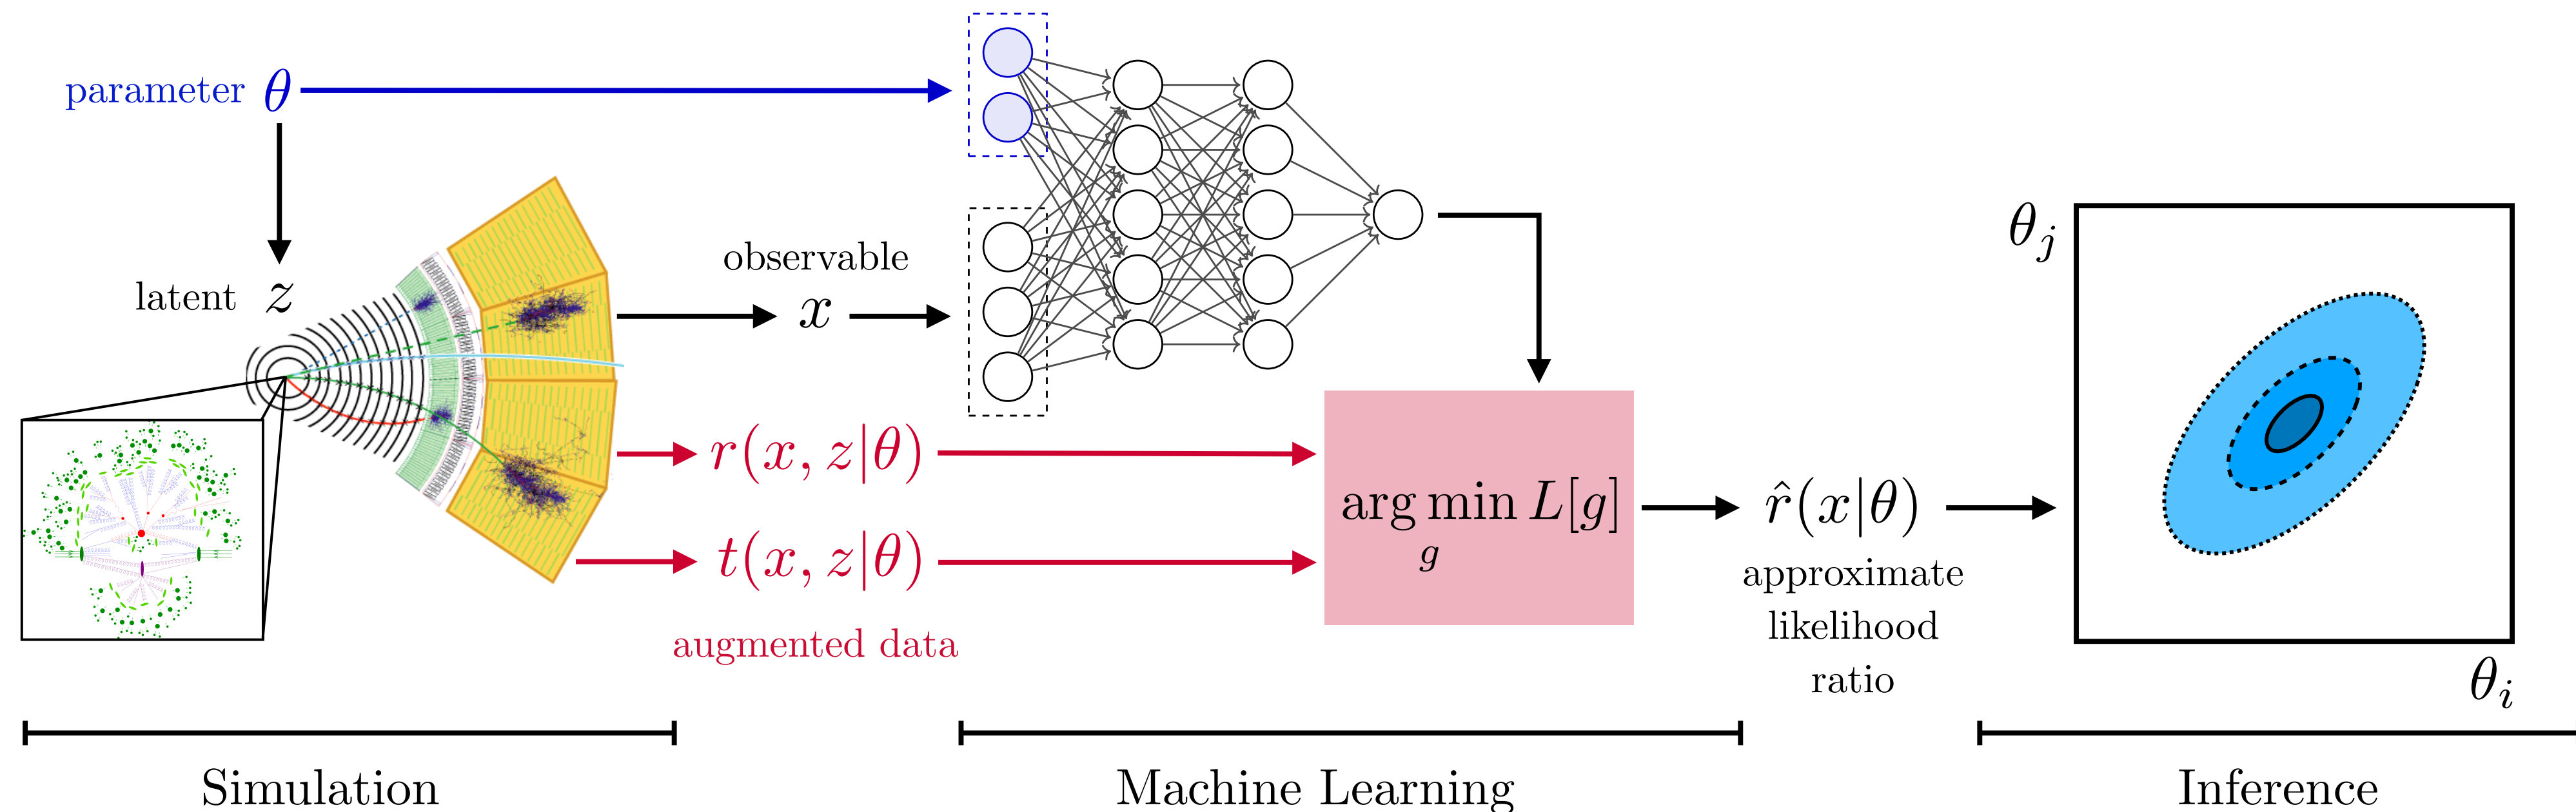 parameter θ
latent z
observable
x
r(x, z|θ)
t(x, z|θ)
augmented data
arg min L[g]
g
r̂(x|θ)
approximate
likelihood
ratio
θⱼ
θᵢ
Simulation
Machine Learning
Inference